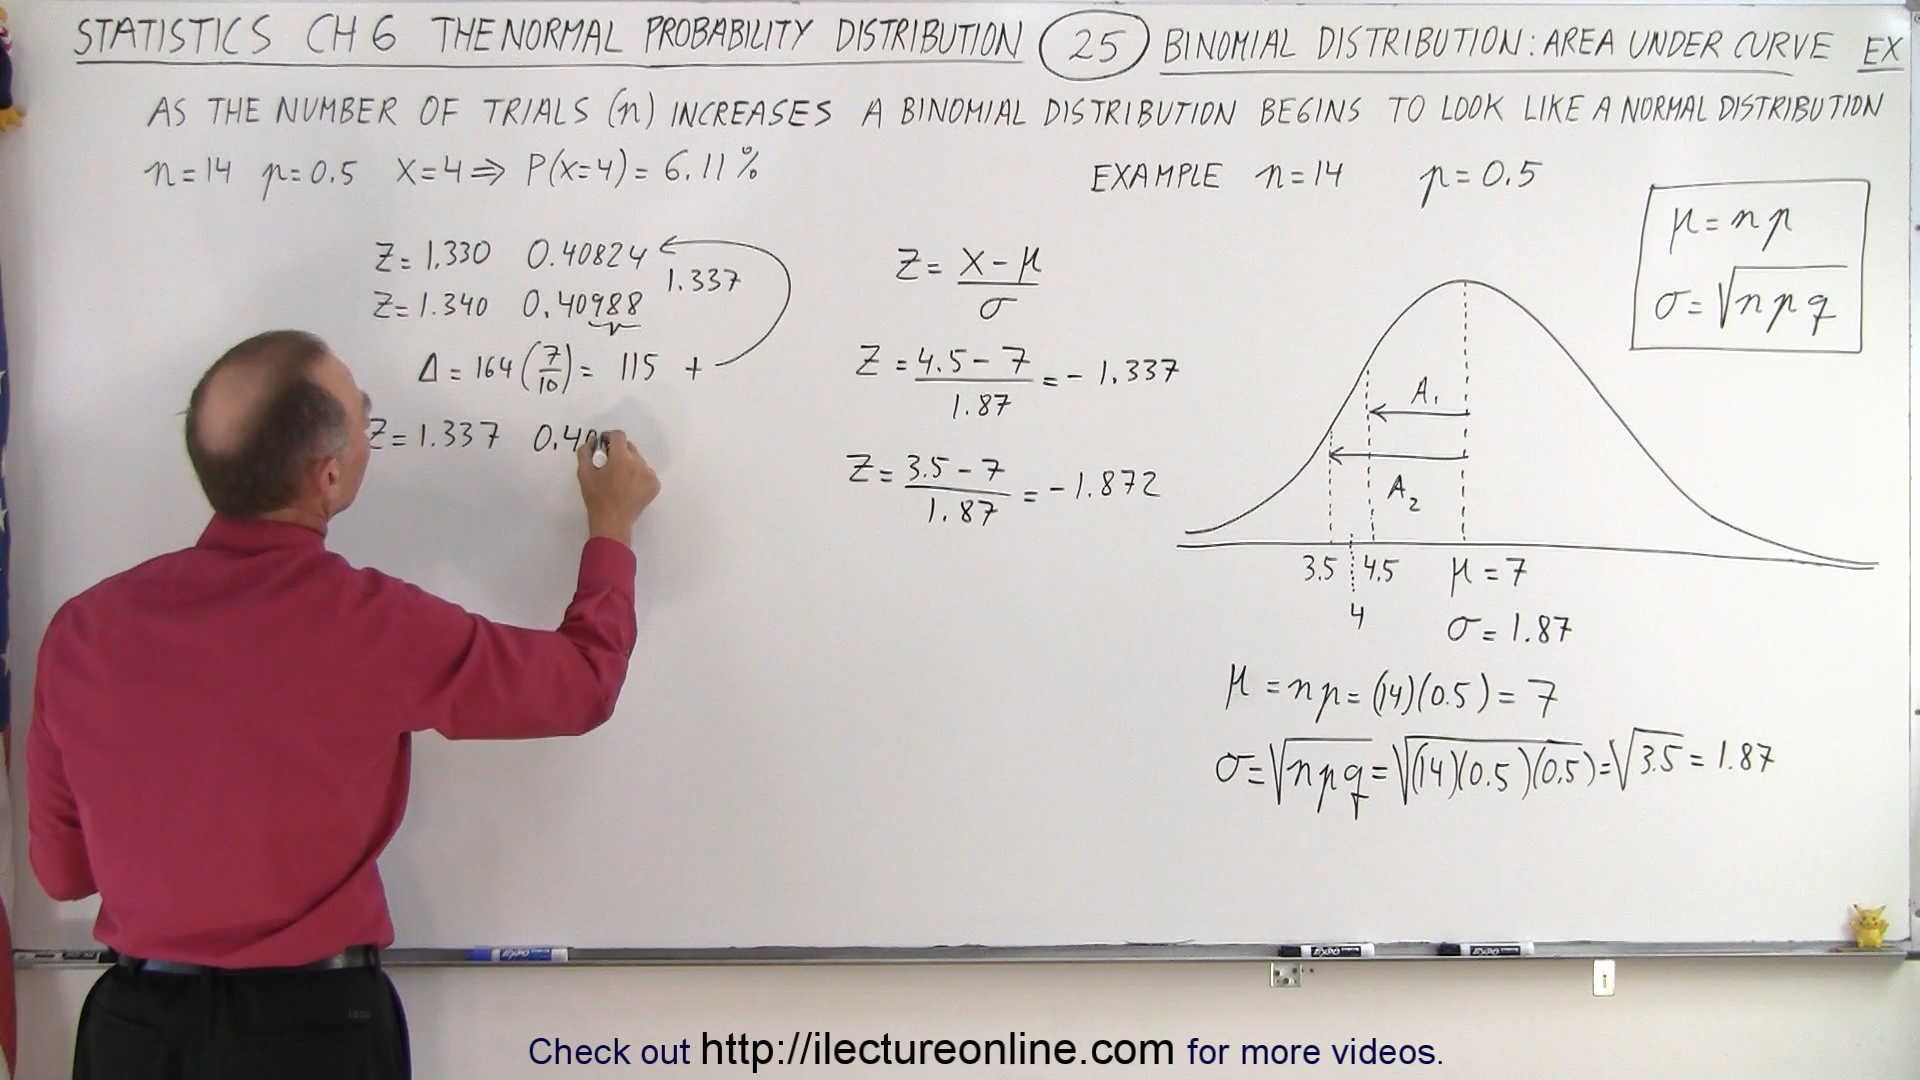 STATISTICS CH 6 THE NORMAL PROBABILITY DISTRIBUTION 25 BINOMIAL DISTRIBUTION: AREA UNDER CURVE EX
AS THE NUMBER OF TRIALS (n) INCREASES A BINOMIAL DISTRIBUTION BEGINS TO LOOK LIKE A NORMAL DISTRIBUTION
n=14 p=0.5 X=4⇒ P(X=4)=6.11%
Z=1.330 0.40824
1.337
Z=1.340 0.40988
Δ=164(7/10)= 115 +
Z=1.337 0.40
Z= X-μ/σ
Z = 4.5-7/1.87 = -1.337
Z= 3.5-7/1.87 = -1.872
EXAMPLE n=14 p=0.5
μ=np
σ=√npq
A₁
A₂
3.5 4.5 μ=7
4
σ=1.87
μ=np=(14)(0.5)=7
σ=√npq=√(14)(0.5)(0.5)=√3.5=1.87
Check out http://ilectureonline.com for more videos.